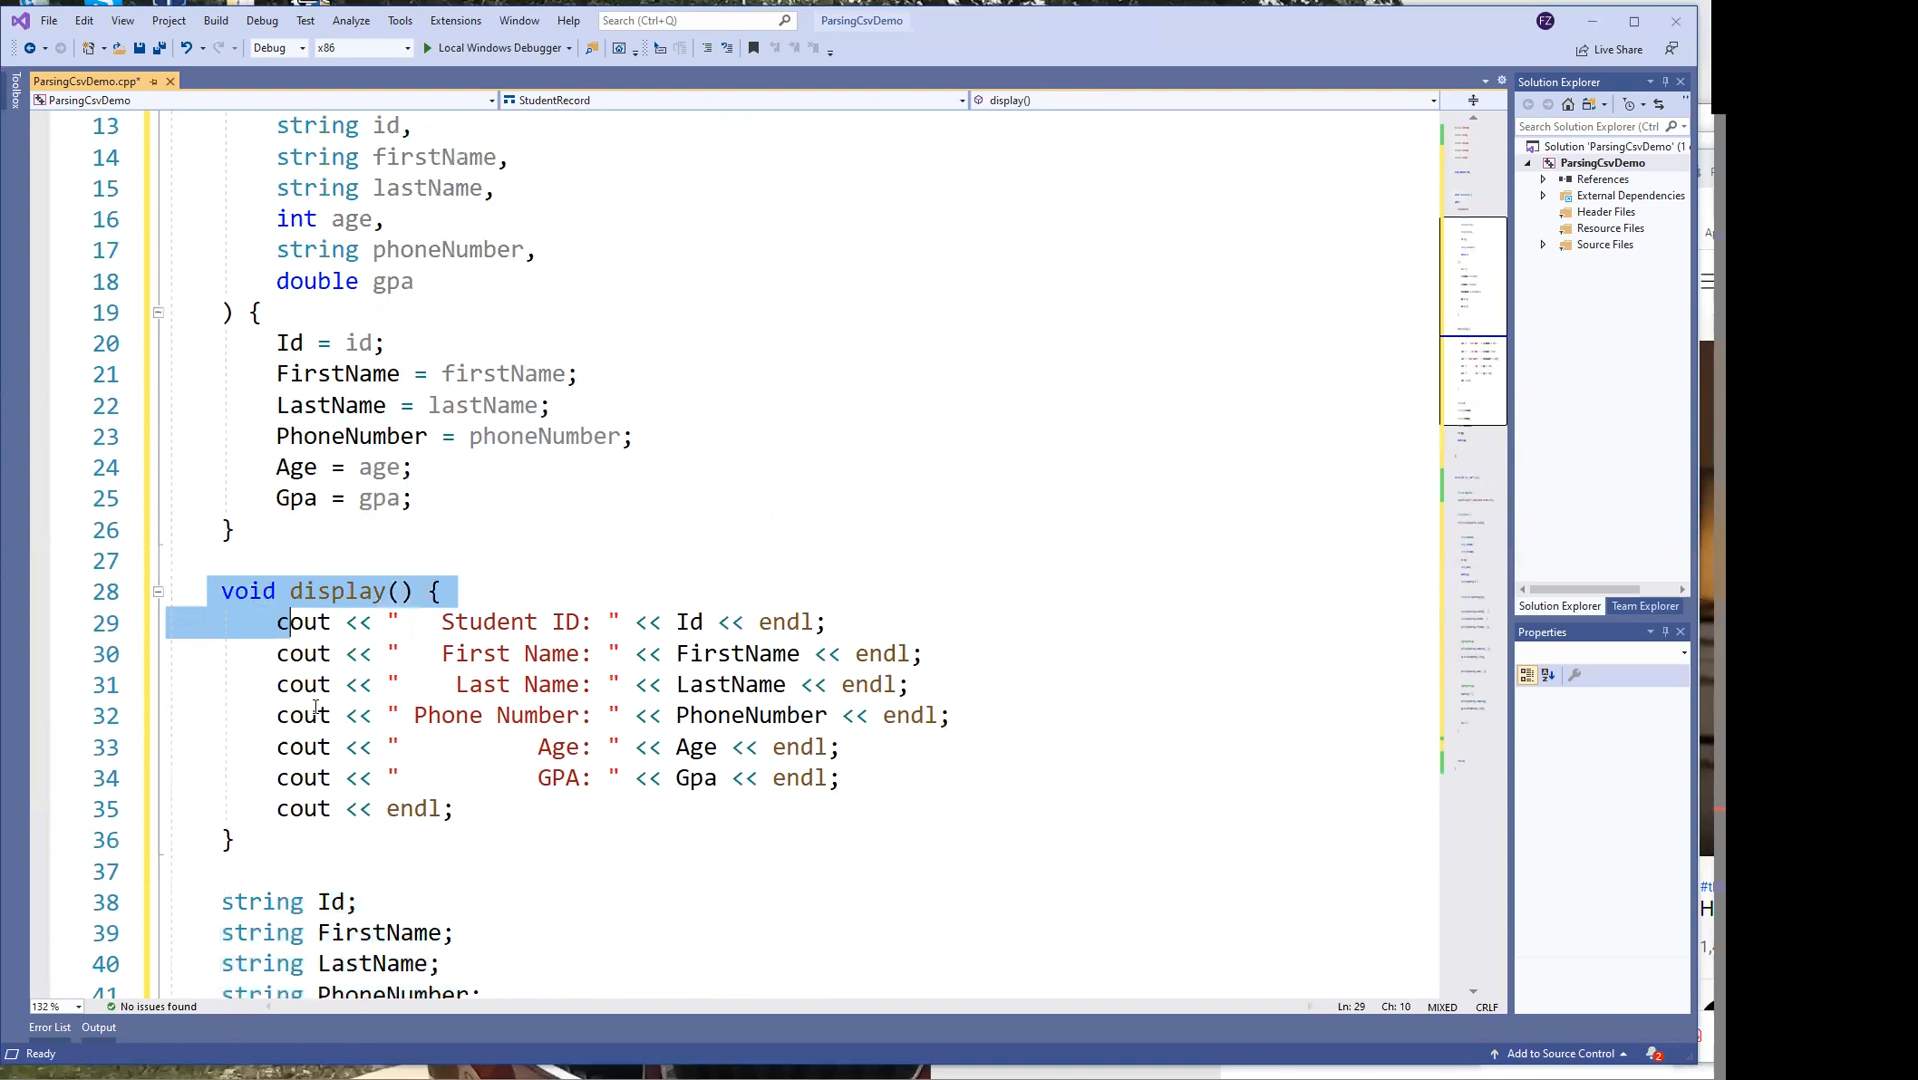 File Edit View Project Build Debug Test Analyze Tools Extensions Window Help Search (Ctrl+Q) ParsingCsvDemo FZ
Debug x86 Local Windows Debugger Live Share
ParsingCsvDemo.cpp* Solution Explorer
ParsingCsvDemo StudentRecord display()
Search Solution Explorer (Ctrl
Solution 'ParsingCsvDemo' (1
ParsingCsvDemo
References
External Dependencies
Header Files
Resource Files
Source Files
Toolbox
13 string id,
14 string firstName,
15 string lastName,
16 int age,
17 string phoneNumber,
18 double gpa
19 ) {
20 Id = id;
21 FirstName = firstName;
22 LastName = lastName;
23 PhoneNumber = phoneNumber;
24 Age = age;
25 Gpa = gpa;
26 }
27
28 void display() {
29 cout << "   Student ID: " << Id << endl;
30 cout << "   First Name: " << FirstName << endl;
31 cout << "    Last Name: " << LastName << endl;
32 cout << " Phone Number: " << PhoneNumber << endl;
33 cout << "          Age: " << Age << endl;
34 cout << "          GPA: " << Gpa << endl;
35 cout << endl;
36 }
37
38 string Id;
39 string FirstName;
40 string LastName;
41 string PhoneNumber;
Solution Explorer Team Explorer
Properties
132 % No issues found Ln: 29 Ch: 10 MIXED CRLF
Error List Output
Ready Add to Source Control 2